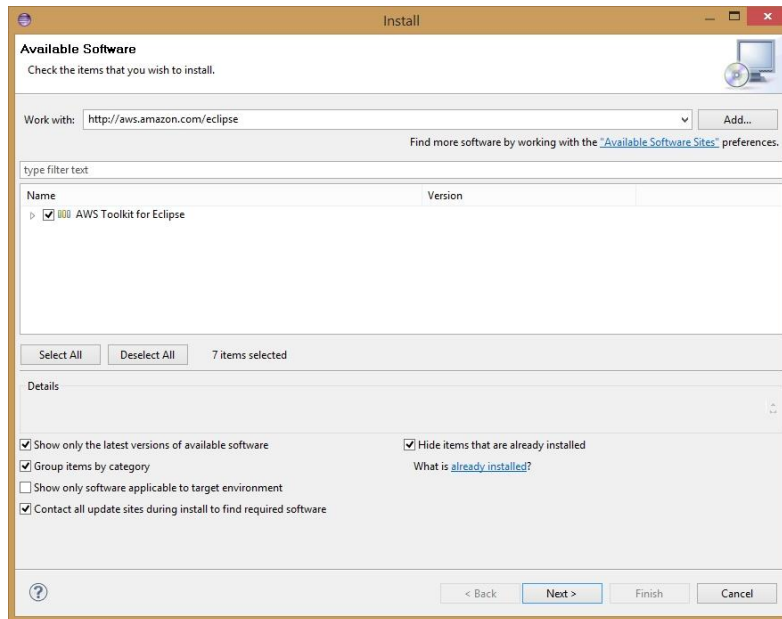 Install
Available Software
Check the items that you wish to install.
Work with: http://aws.amazon.com/eclipse Add...
Find more software by working with the "Available Software Sites" preferences.
type filter text
Name Version
AWS Toolkit for Eclipse
Select All Deselect All 7 items selected
Details
Show only the latest versions of available software Hide items that are already installed
Group items by category What is already installed?
Show only software applicable to target environment
Contact all update sites during install to find required software
? < Back Next > Finish Cancel